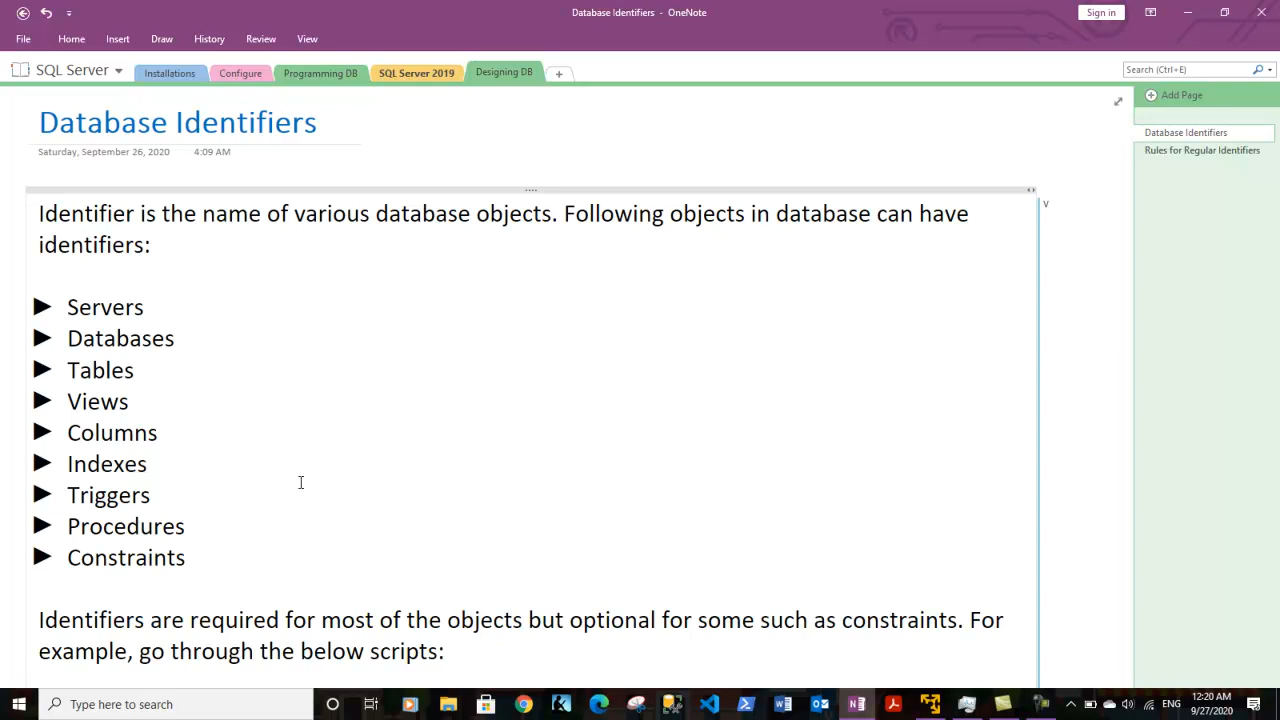 Database Identifiers - OneNote
Sign in
File Home Insert Draw History Review View
SQL Server Installations Configure Programming DB SQL Server 2019 Designing DB
Search (Ctrl+E)
Add Page
Database Identifiers
Rules for Regular Identifiers
Database Identifiers
Saturday, September 26, 2020 4:09 AM
Identifier is the name of various database objects. Following objects in database can have
identifiers:
► Servers
► Databases
► Tables
► Views
► Columns
► Indexes
► Triggers
► Procedures
► Constraints
Identifiers are required for most of the objects but optional for some such as constraints. For
example, go through the below scripts:
v
Type here to search
ENG
12:20 AM
9/27/2020